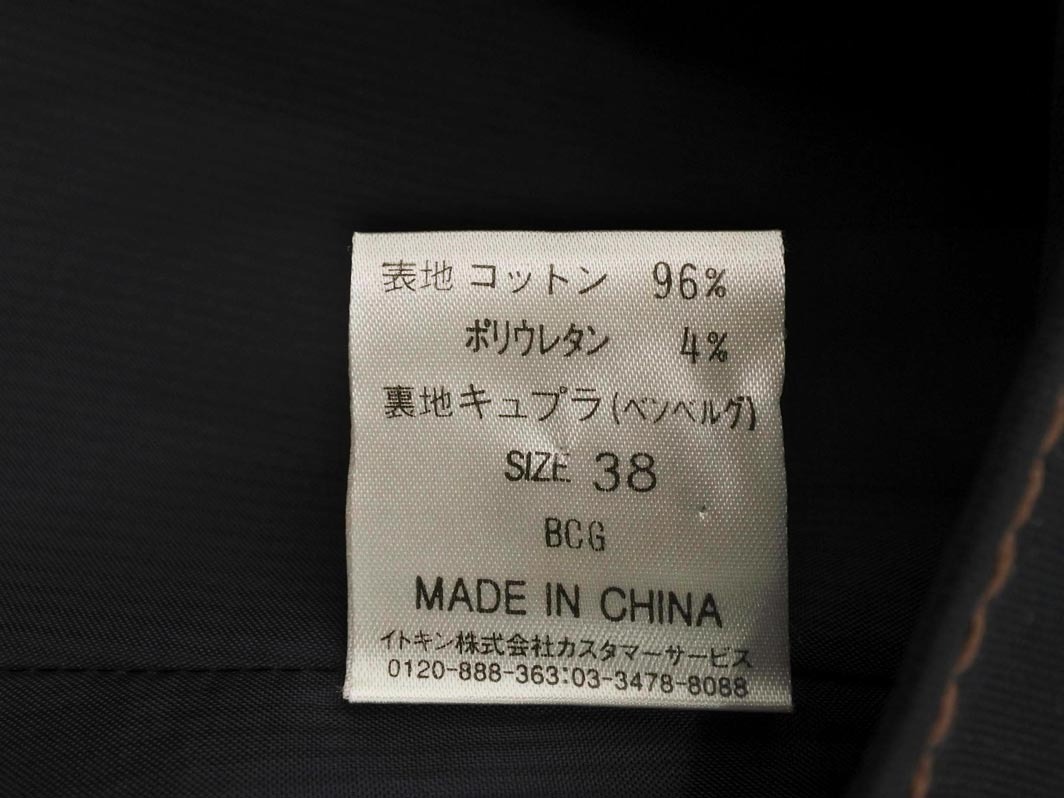 表地 コットン 96%
ポリウレタン 4%
裏地キュプラ(ベンベルグ)
SIZE 38
BCG
MADE IN CHINA
イトキン株式会社カスタマーサービス
0120-888-363:03-3478-8088